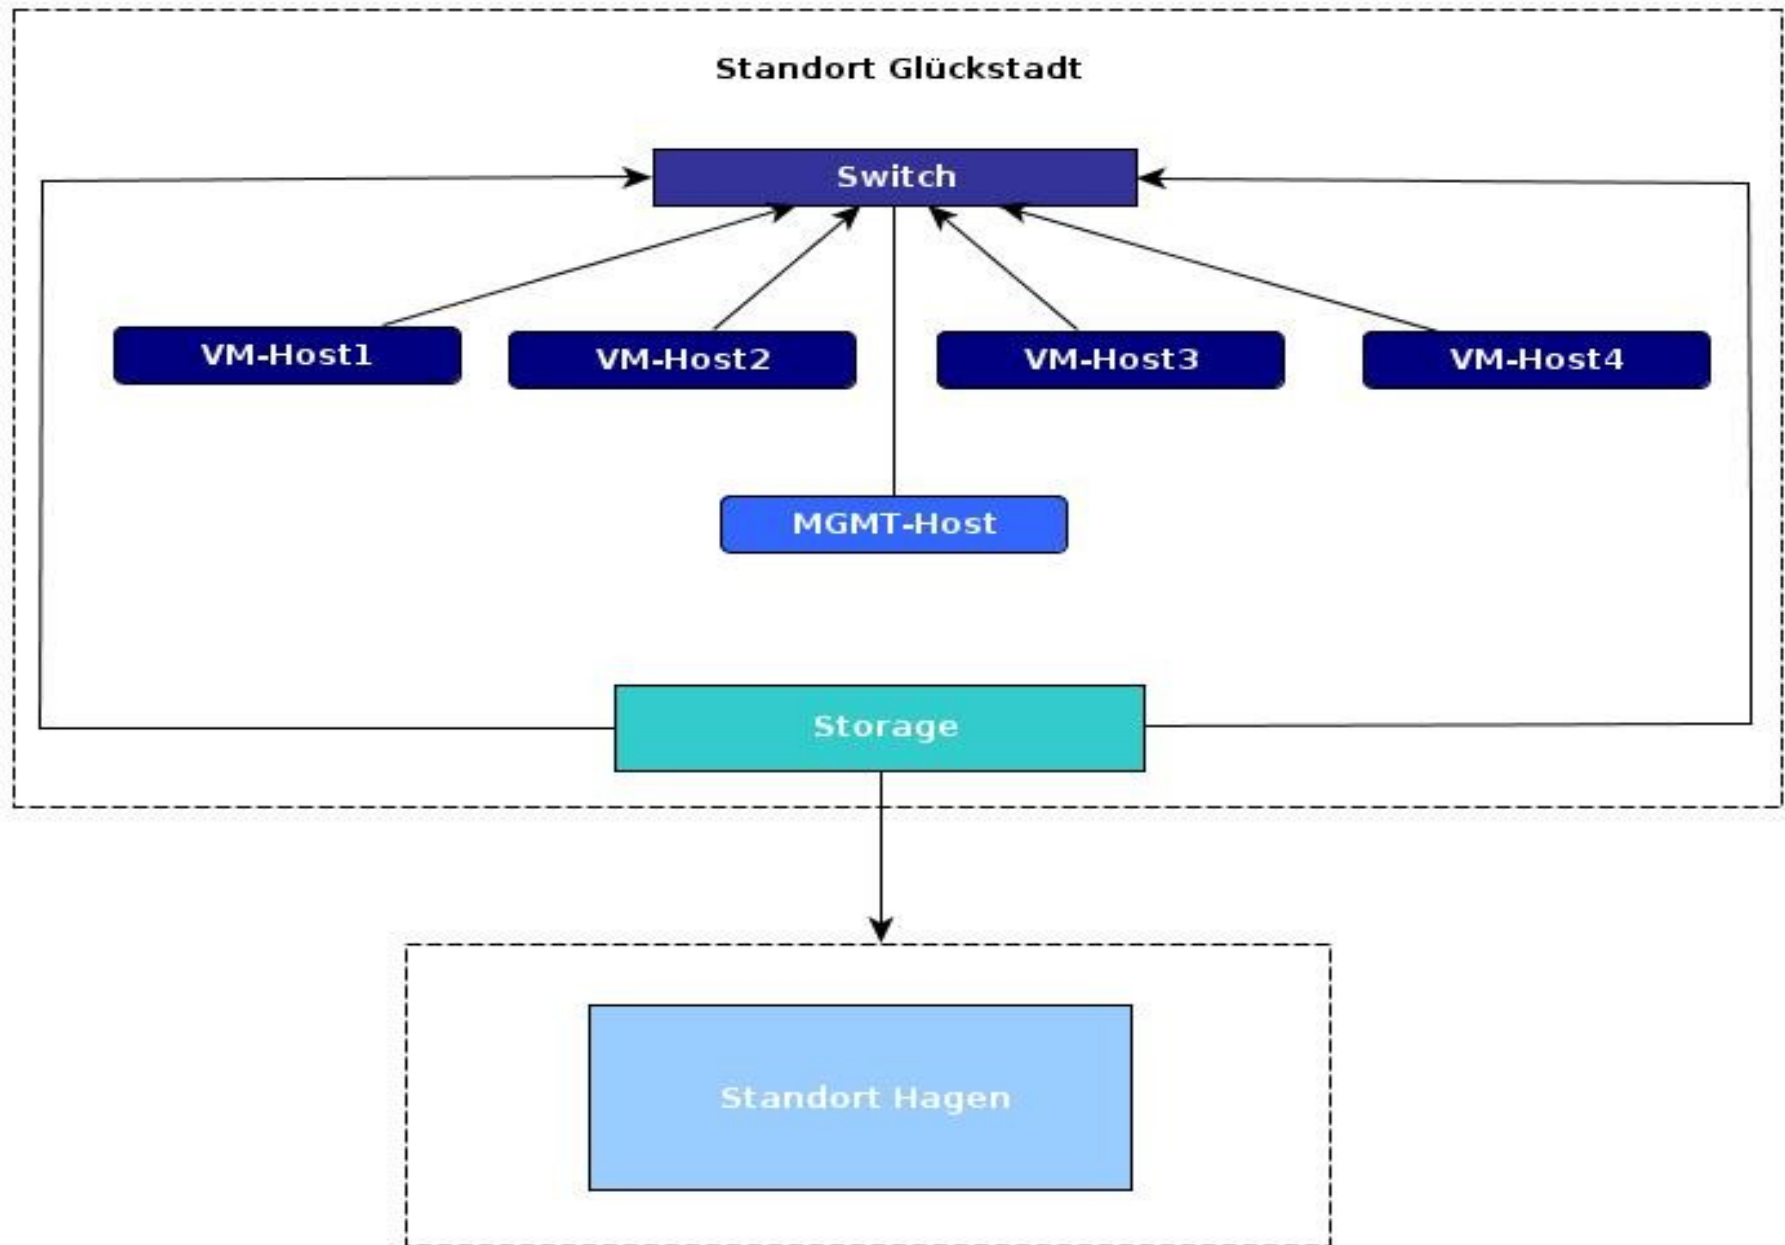 Standort Glückstadt
Switch
VM-Host1
VM-Host2
VM-Host3
VM-Host4
MGMT-Host
Storage
Standort Hagen